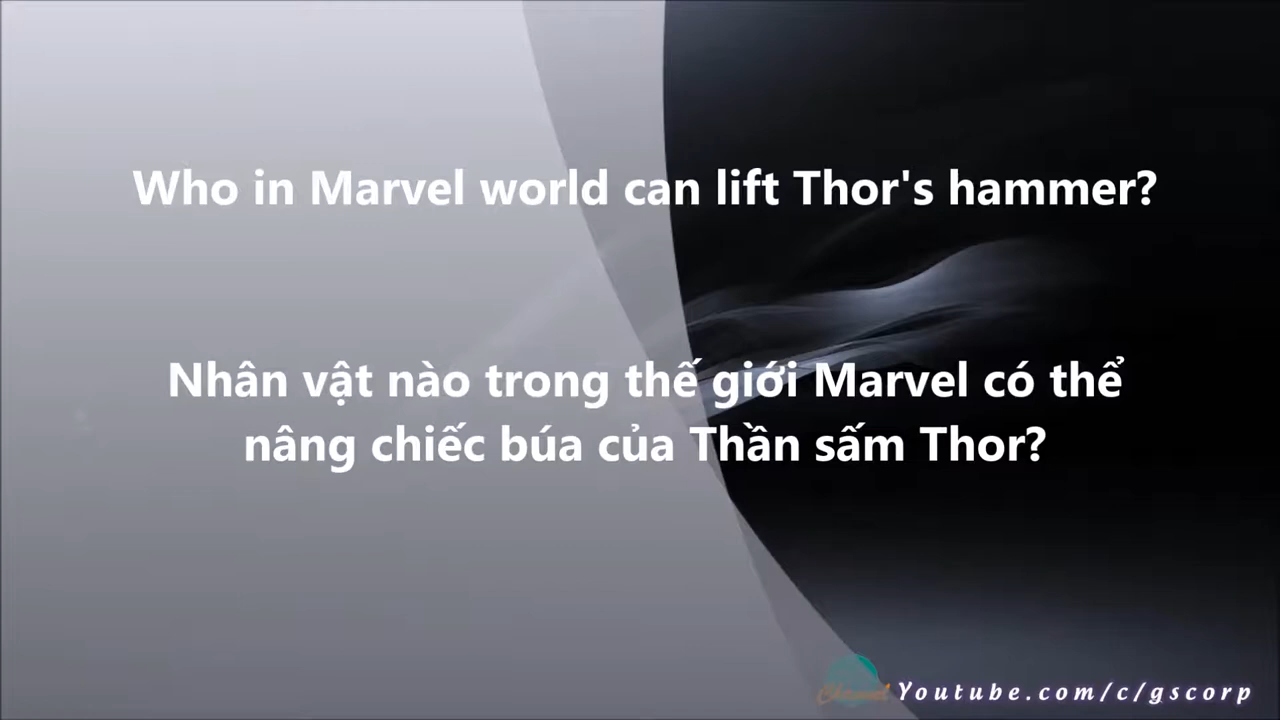 Who in Marvel world can lift Thor's hammer?
Nhân vật nào trong thế giới Marvel có thể
nâng chiếc búa của Thần sấm Thor?
Channel Youtube.com/c/gscorp